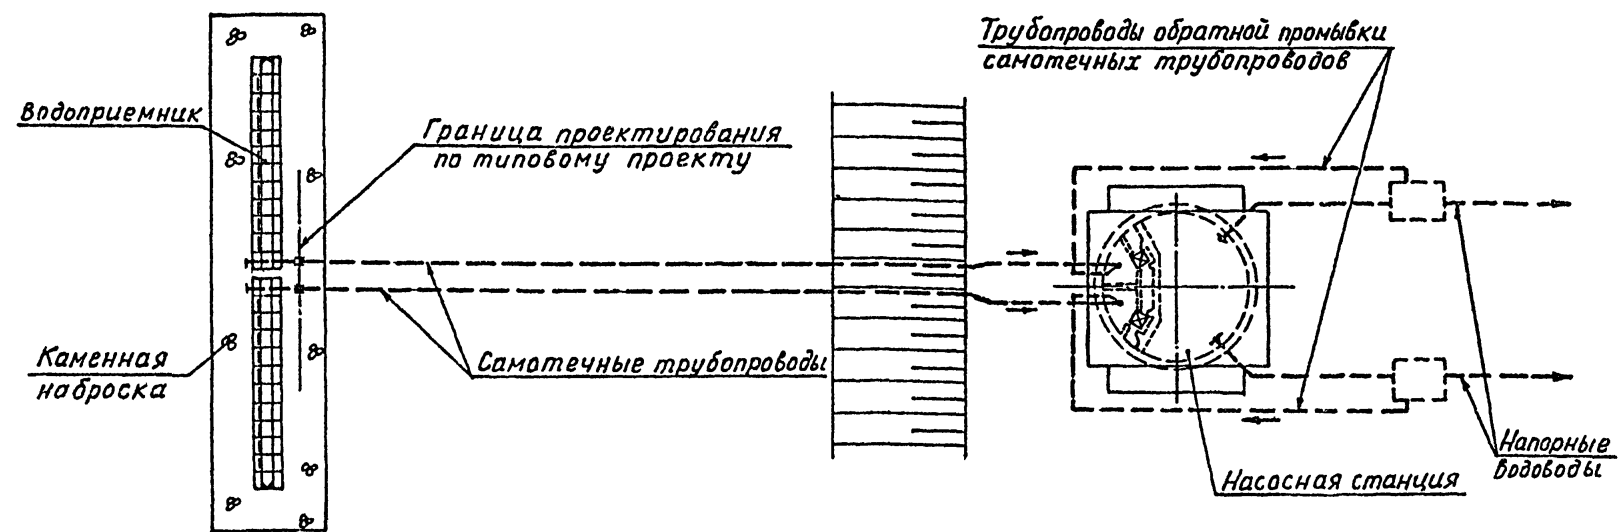 Трубопроводы обратной промывки
самотечных трубопроводов
Водоприемник
Граница проектирования
по типовому проекту
Каменная
наброска
Самотечные трубопроводы
Напорные
водоводы
Насосная станция